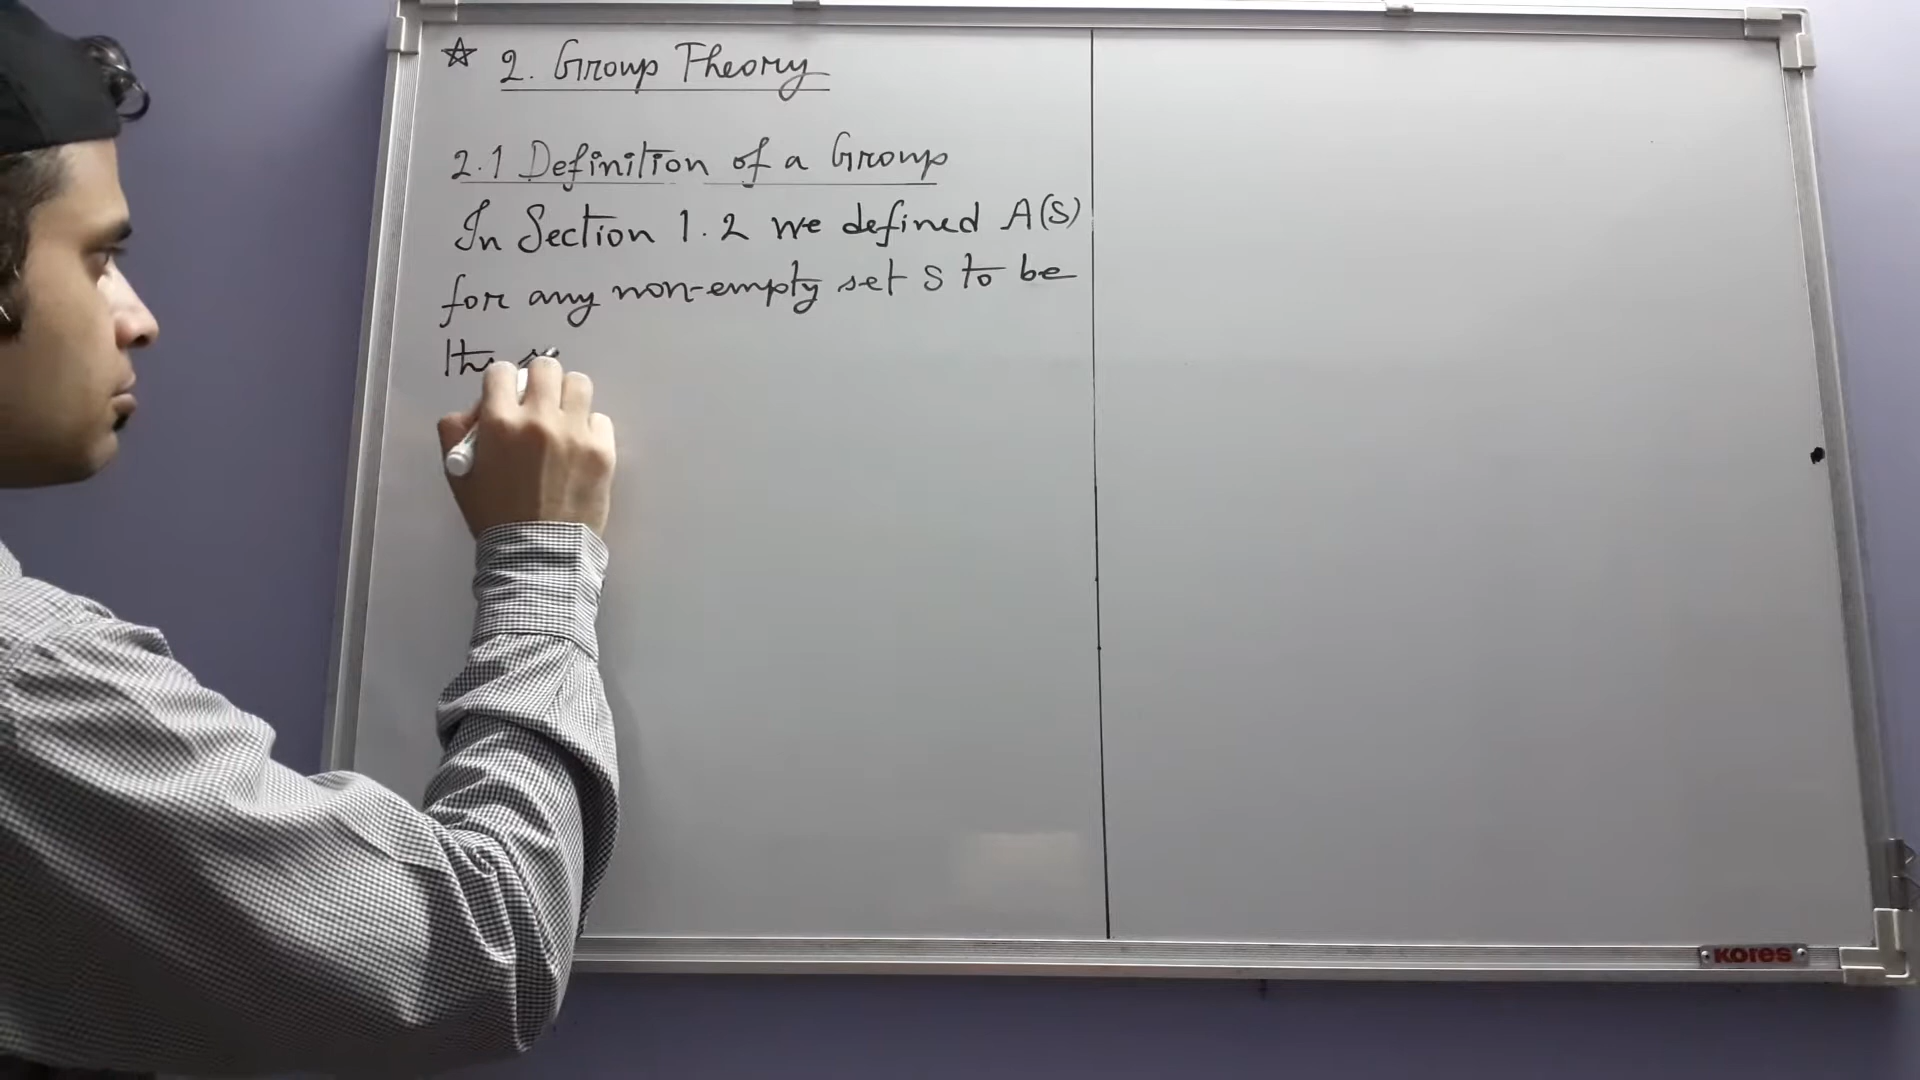 ☆ 2. Group Theory
2.1 Definition of a Group
In Section 1.2 we defined A(S)
for any non-empty set S to be
the
KORES